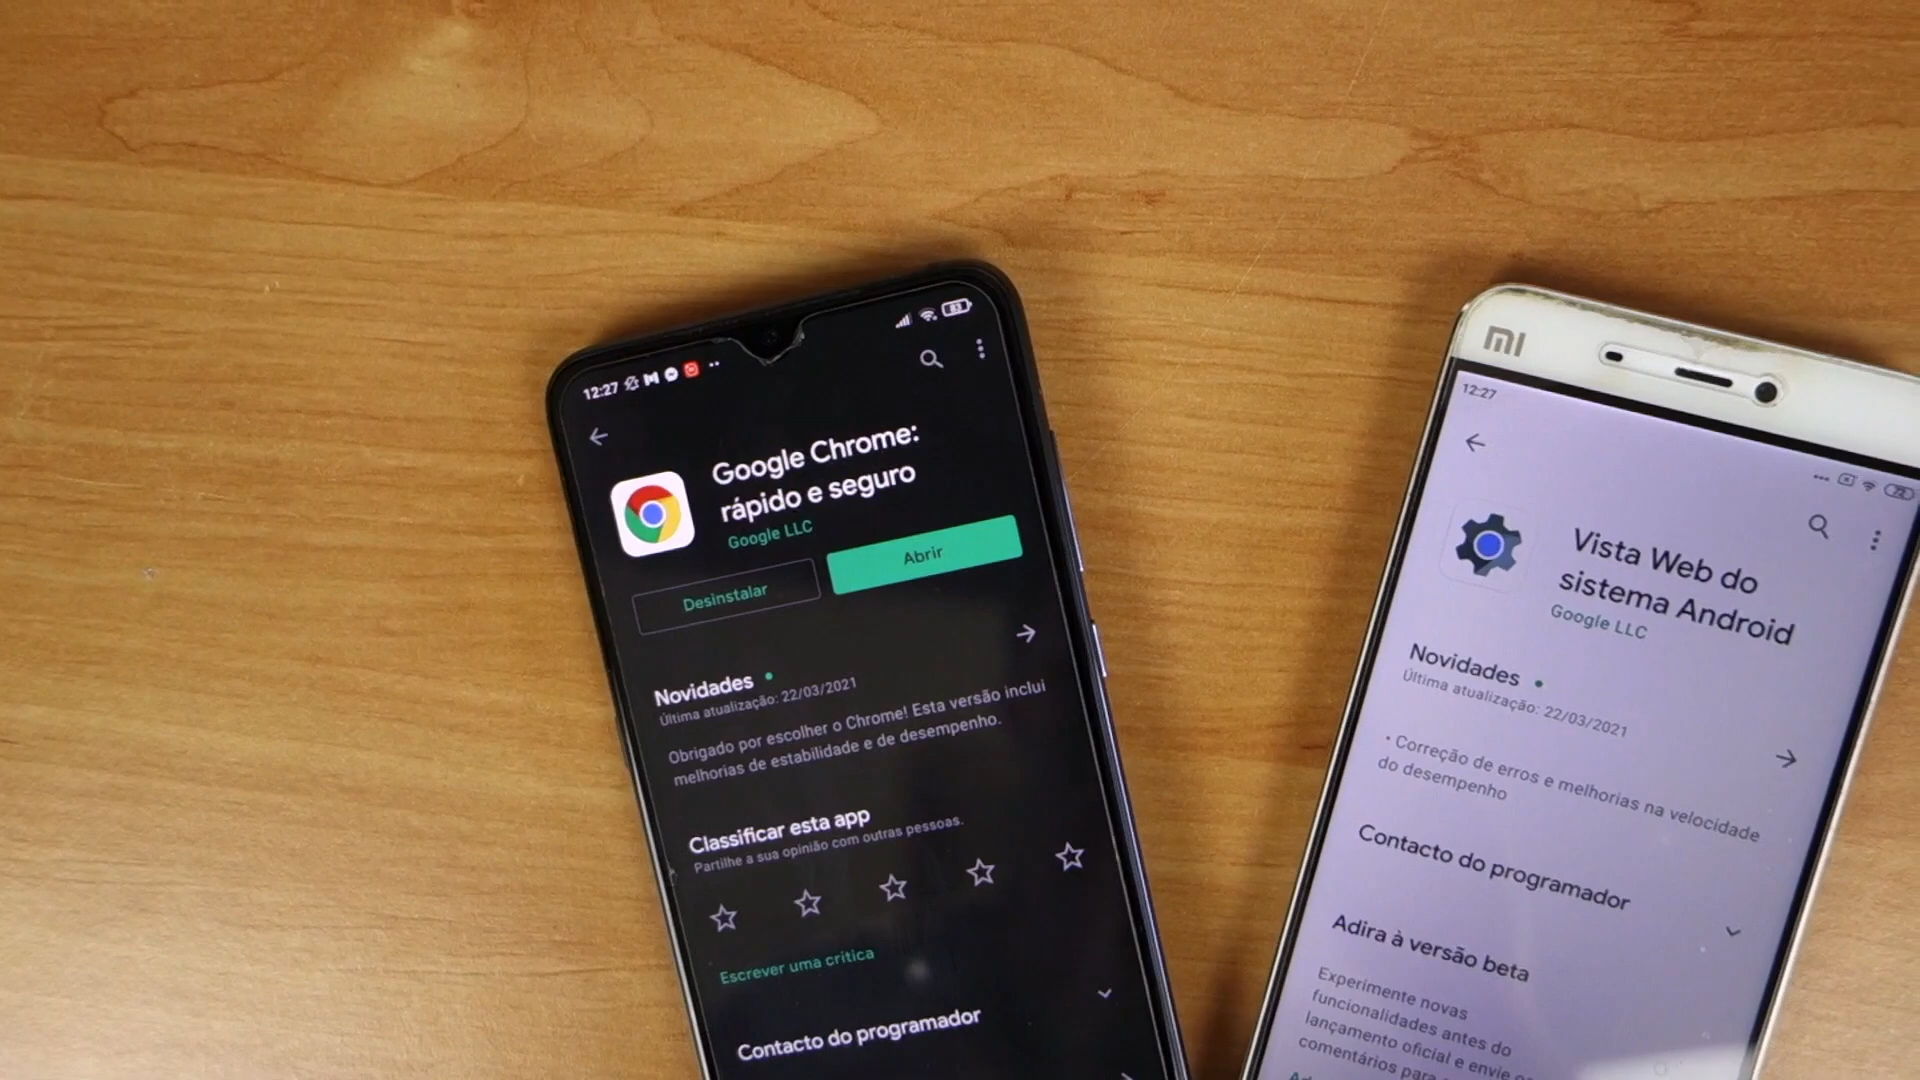 12:27
83
Google Chrome:
rápido e seguro
Google LLC
Desinstalar
Abrir
Novidades
Última atualização: 22/03/2021
Obrigado por escolher o Chrome! Esta versão inclui
melhorias de estabilidade e de desempenho.
Classificar esta app
Partilhe a sua opinião com outras pessoas.
Escrever uma crítica
Contacto do programador
MI
12:27
72
Vista Web do
sistema Android
Google LLC
Novidades
Última atualização: 22/03/2021
• Correção de erros e melhorias na velocidade
do desempenho
Contacto do programador
Adira à versão beta
Experimente novas
funcionalidades antes do
lançamento oficial e envie
comentários para